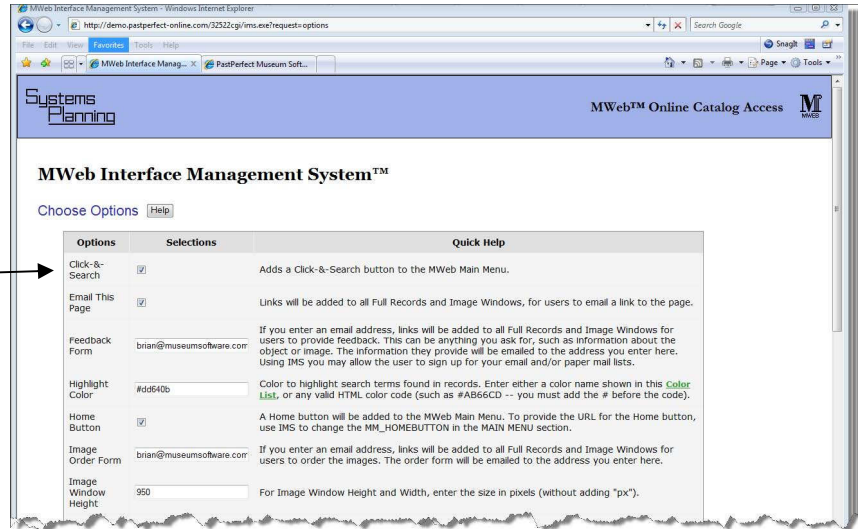 MWeb Interface Management System - Windows Internet Explorer
http://demo.pastperfect-online.com/32522cgi/ims.exe?request=options
Search Google
File Edit View Favorites Tools Help
SnagIt
MWeb Interface Manag... X PastPerfect Museum Soft...
Page Tools
Systems
Planning
MWeb™ Online Catalog Access
M
MWEB
MWeb Interface Management System™
Choose Options Help
Options Selections Quick Help
Click-&-
Search
Adds a Click-&-Search button to the MWeb Main Menu.
Email This
Page
Links will be added to all Full Records and Image Windows, for users to email a link to the page.
Feedback
Form
brian@museumsoftware.com
If you enter an email address, links will be added to all Full Records and Image Windows for
users to provide feedback. This can be anything you ask for, such as information about the
object or image. The information they provide will be emailed to the address you enter here.
Using IMS you may allow the user to sign up for your email and/or paper mail lists.
Highlight
Color
#dd640b
Color to highlight search terms found in records. Enter either a color name shown in this Color
List, or any valid HTML color code (such as #AB66CD -- you must add the # before the code).
Home
Button
A Home button will be added to the MWeb Main Menu. To provide the URL for the Home button,
use IMS to change the MM_HOMEBUTTON in the MAIN MENU section.
Image
Order Form
brian@museumsoftware.com
If you enter an email address, links will be added to all Full Records and Image Windows for
users to order the images. The order form will be emailed to the address you enter here.
Image
Window
Height
950
For Image Window Height and Width, enter the size in pixels (without adding "px").